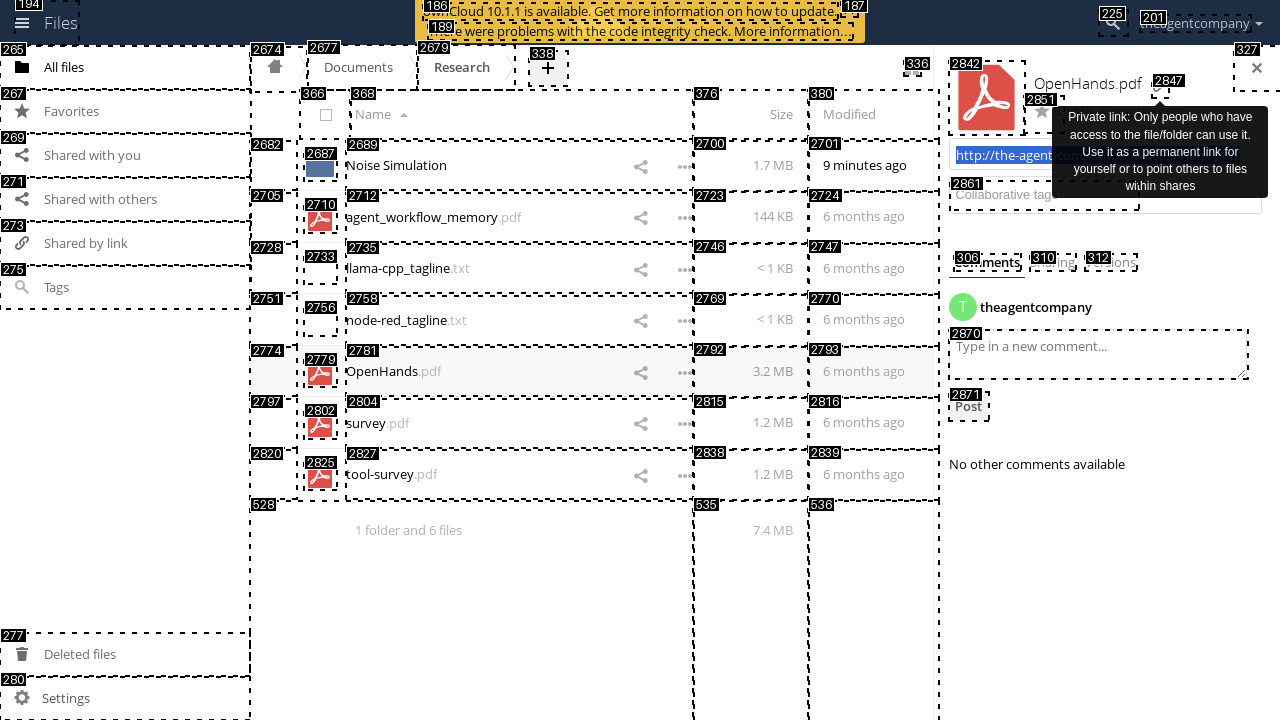 194
Files
186
ownCloud 10.1.1 is available. Get more information on how to update.
187
189
There were problems with the code integrity check. More information…
225
201
theagentcompany
265
All files
267
Favorites
269
Shared with you
271
Shared with others
273
Shared by link
275
Tags
277
Deleted files
280
Settings
2674
2677
Documents
2679
Research
338
+
336
366
368
Name
376
Size
380
Modified
2682
2687
2689
Noise Simulation
2700
1.7 MB
2701
9 minutes ago
2705
2710
2712
agent_workflow_memory.pdf
2723
144 KB
2724
6 months ago
2728
2733
2735
llama-cpp_tagline.txt
2746
< 1 KB
2747
6 months ago
2751
2756
2758
node-red_tagline.txt
2769
< 1 KB
2770
6 months ago
2774
2779
2781
OpenHands.pdf
2792
3.2 MB
2793
6 months ago
2797
2802
2804
survey.pdf
2815
1.2 MB
2816
6 months ago
2820
2825
2827
tool-survey.pdf
2838
1.2 MB
2839
6 months ago
528
1 folder and 6 files
535
7.4 MB
536
327
2842
OpenHands.pdf
2847
2851
Private link: Only people who have
access to the file/folder can use it.
Use it as a permanent link for
yourself or to point others to files
within shares
http://the-agent-
2861
Collaborative tags
306
Comments
310
Sharing
312
Versions
T
theagentcompany
2870
Type in a new comment...
2871
Post
No other comments available